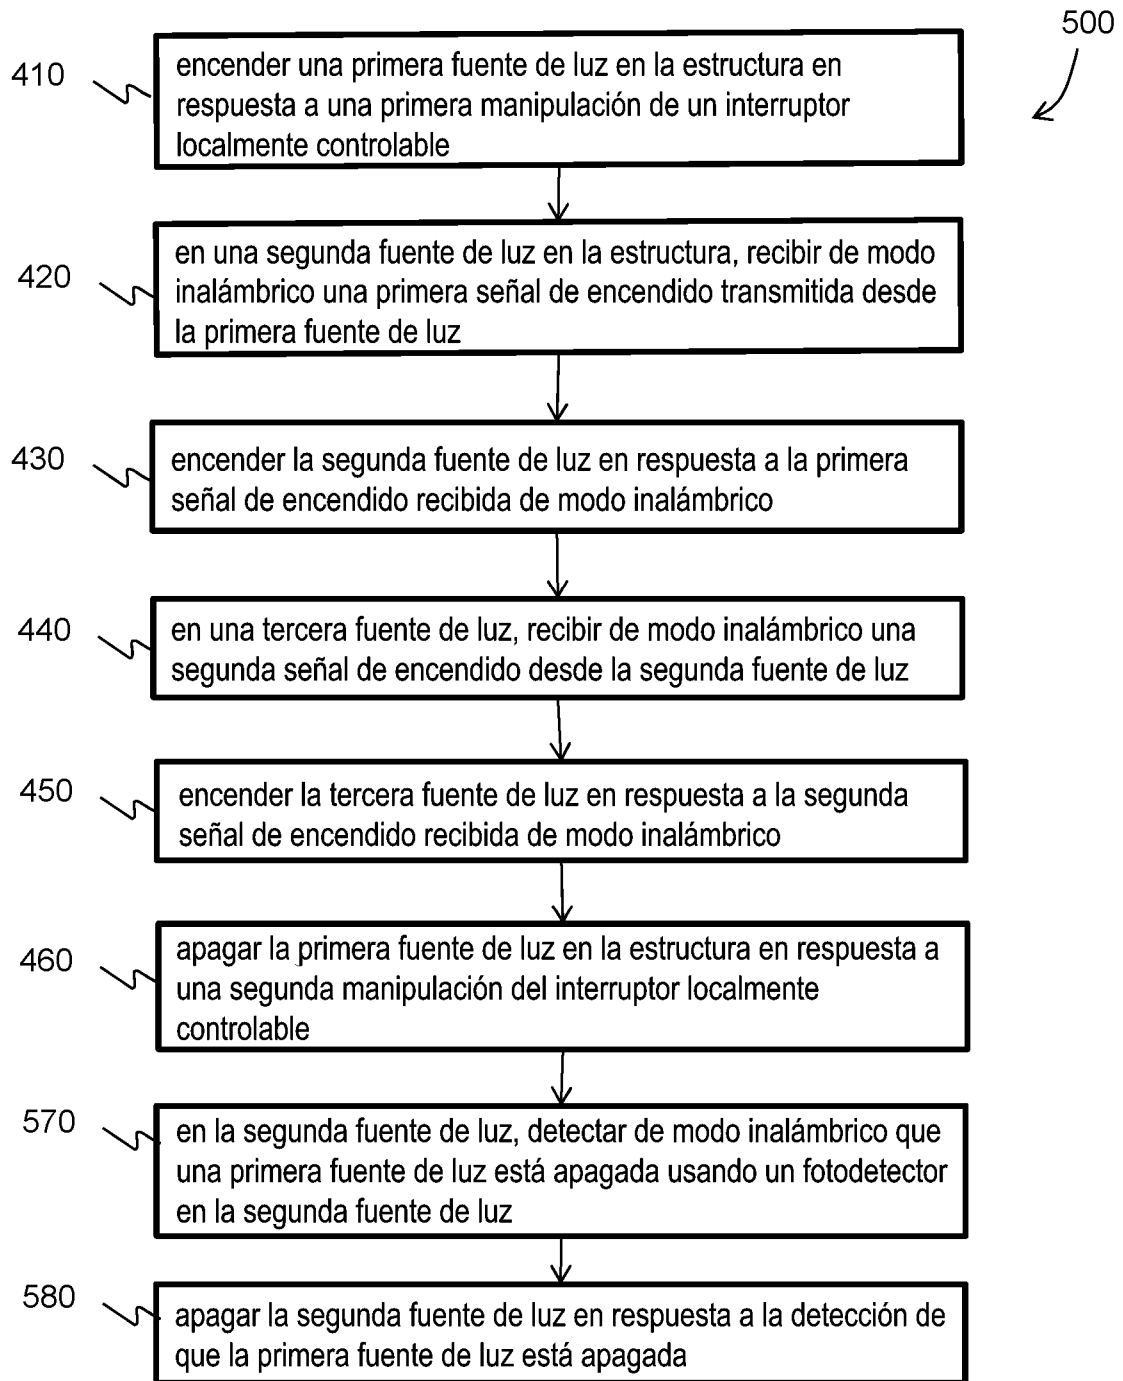 500
410
encender una primera fuente de luz en la estructura en
respuesta a una primera manipulación de un interruptor
localmente controlable
420
en una segunda fuente de luz en la estructura, recibir de modo
inalámbrico una primera señal de encendido transmitida desde
la primera fuente de luz
430
encender la segunda fuente de luz en respuesta a la primera
señal de encendido recibida de modo inalámbrico
440
en una tercera fuente de luz, recibir de modo inalámbrico una
segunda señal de encendido desde la segunda fuente de luz
450
encender la tercera fuente de luz en respuesta a la segunda
señal de encendido recibida de modo inalámbrico
460
apagar la primera fuente de luz en la estructura en respuesta a
una segunda manipulación del interruptor localmente
controlable
570
en la segunda fuente de luz, detectar de modo inalámbrico que
una primera fuente de luz está apagada usando un fotodetector
en la segunda fuente de luz
580
apagar la segunda fuente de luz en respuesta a la detección de
que la primera fuente de luz está apagada